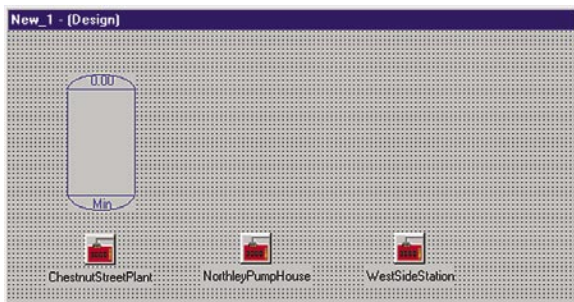 New_1 - (Design)
0.00
Min
ChestnutStreetPlant
NorthleyPumpHouse
WestSideStation